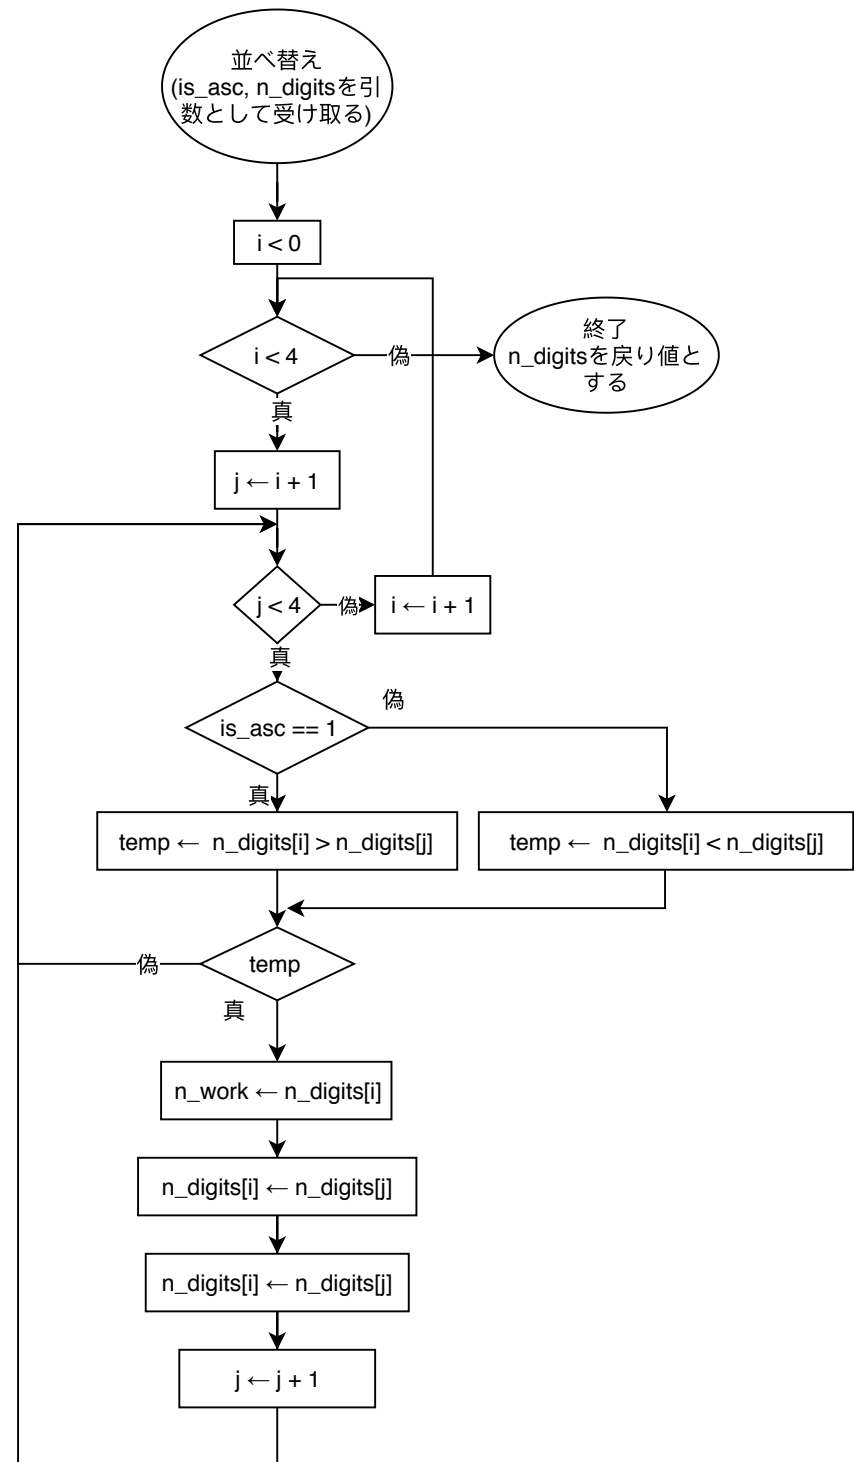 並べ替え
(is_asc, n_digitsを引
数として受け取る)
i < 0
i < 4
偽
終了
n_digitsを戻り値と
する
真
j ← i + 1
j < 4
偽
i ← i + 1
真
is_asc == 1
偽
真
temp ← n_digits[i] > n_digits[j]
temp ← n_digits[i] < n_digits[j]
temp
偽
真
n_work ← n_digits[i]
n_digits[i] ← n_digits[j]
n_digits[i] ← n_digits[j]
j ← j + 1